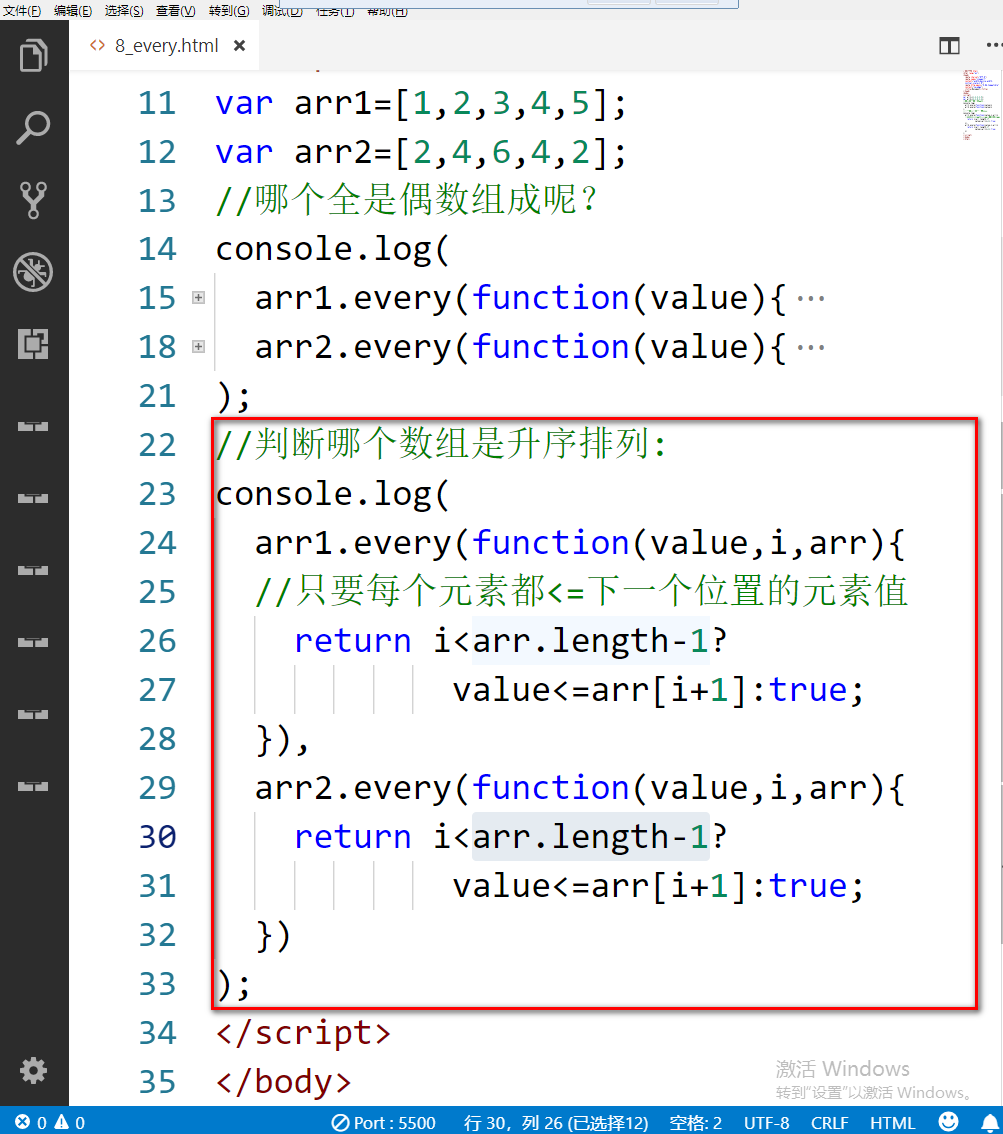 文件(F) 编辑(E) 选择(S) 查看(V) 转到(G) 调试(D) 任务(T) 帮助(H)
8_every.html
11 var arr1=[1,2,3,4,5];
12 var arr2=[2,4,6,4,2];
13 //哪个全是偶数组成呢？
14 console.log(
15 arr1.every(function(value){ ···
18 arr2.every(function(value){ ···
21 );
22 //判断哪个数组是升序排列：
23 console.log(
24 arr1.every(function(value,i,arr){
25 //只要每个元素都<=下一个位置的元素值
26 return i<arr.length-1?
27 value<=arr[i+1]:true;
28 }),
29 arr2.every(function(value,i,arr){
30 return i<arr.length-1?
31 value<=arr[i+1]:true;
32 })
33 );
34 </script>
35 </body>
激活 Windows
转到"设置"以激活 Windows。
0 0 Port : 5500 行 30，列 26 (已选择12) 空格: 2 UTF-8 CRLF HTML